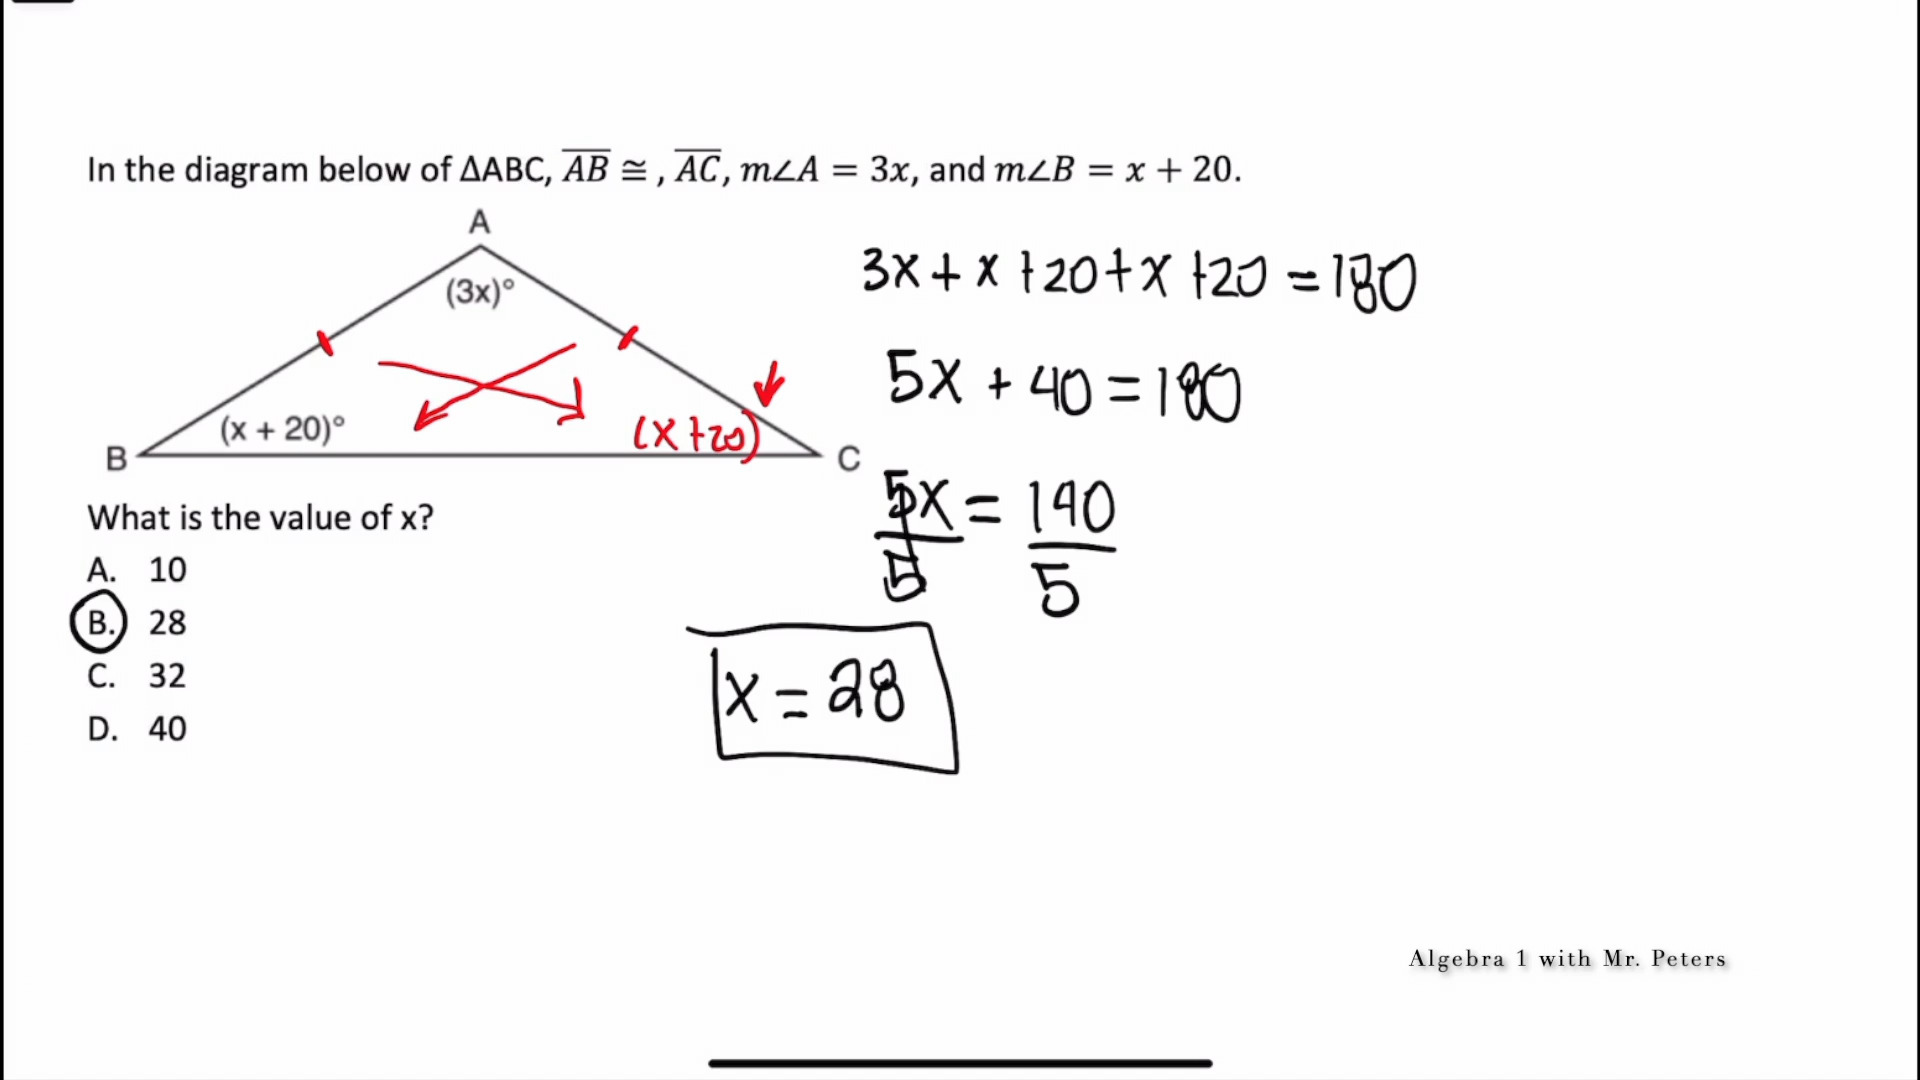 In the diagram below of ΔABC, AB ≅ , AC, m∠A = 3x, and m∠B = x + 20.
A
(3x)°
3x + x +20 + x +20 = 180
5x + 40 = 180
(x + 20)°
(x +20)
B
C
5x = 140
5 5
What is the value of x?
A. 10
B. 28
C. 32
D. 40
x = 28
Algebra 1 with Mr. Peters